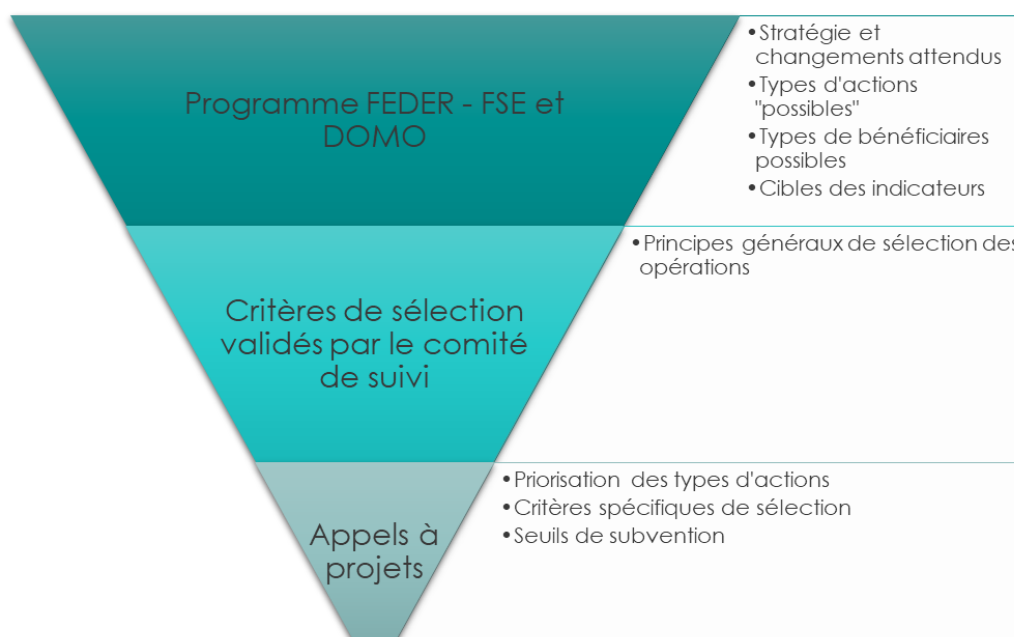 Programme FEDER - FSE et
DOMO
•Stratégie et
changements attendus
•Types d'actions
"possibles"
•Types de bénéficiaires
possibles
•Cibles des indicateurs
Critères de sélection
validés par le comité
de suivi
•Principes généraux de sélection des
opérations
Appels à
projets
•Priorisation des types d'actions
•Critères spécifiques de sélection
•Seuils de subvention